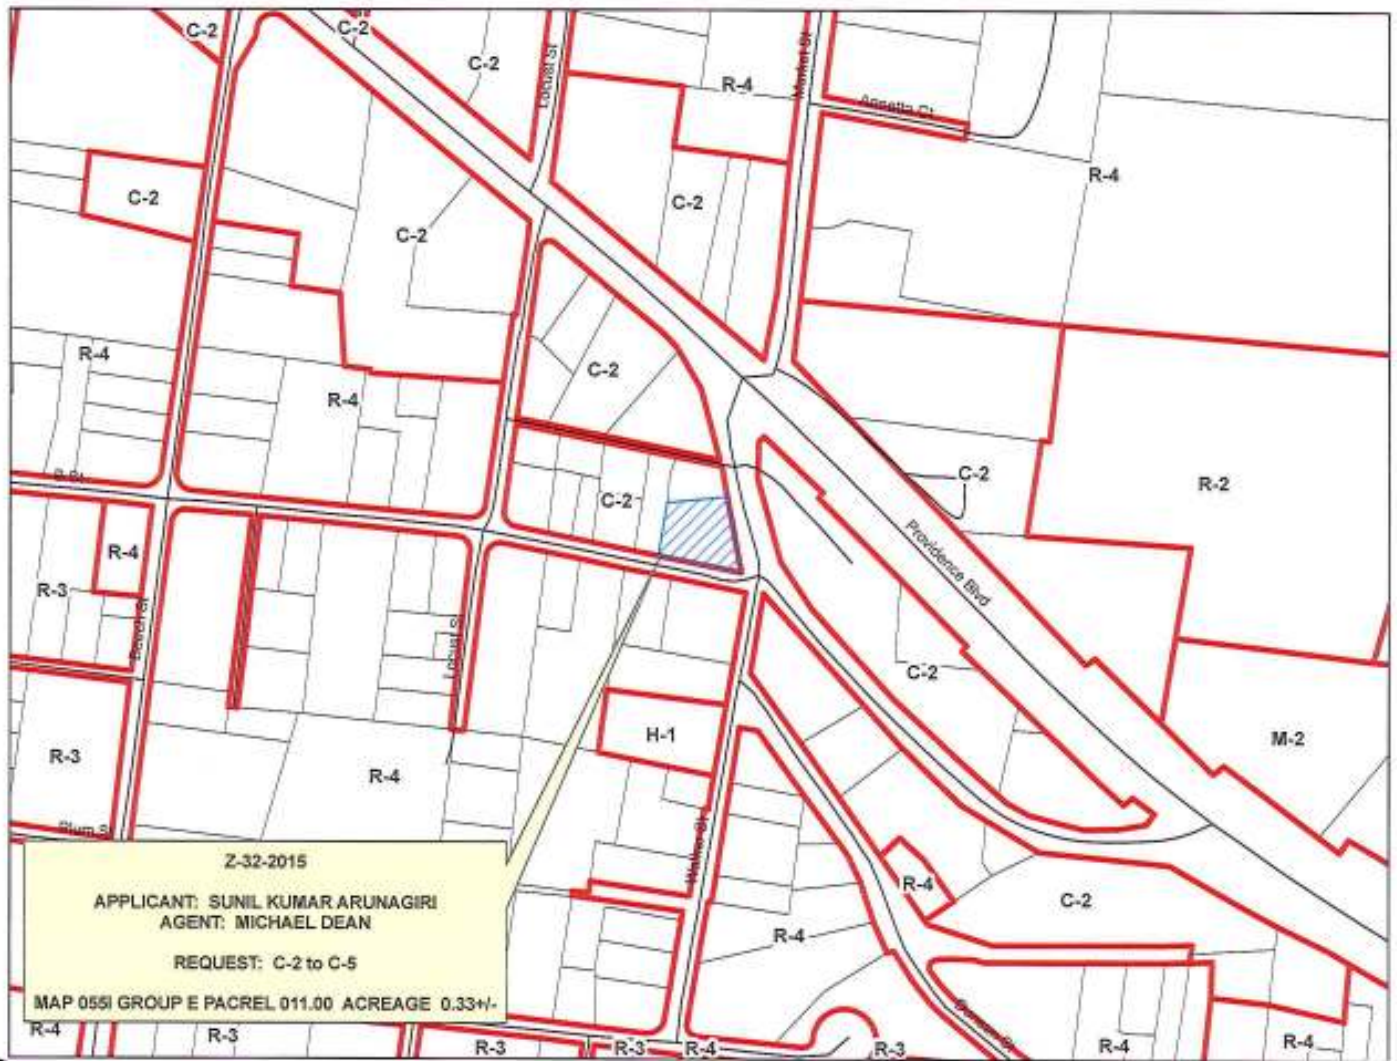 C-2
C-2
C-2
Locust St
Market St
R-4
Annetta Ct
R-4
C-2
C-2
C-2
R-4
C-2
R-4
B St
C-2
C-2
R-2
Providence Blvd
R-4
R-3
Beech St
Locust St
C-2
H-1
M-2
R-3
R-4
Plum S
Walker St
R-4
C-2
R-4
Z-32-2015
APPLICANT: SUNIL KUMAR ARUNAGIRI
AGENT: MICHAEL DEAN
REQUEST: C-2 to C-5
MAP 055I GROUP E PACREL 011.00 ACREAGE 0.33+/-
R-4
R-3
R-3
R-3
R-4
R-3
R-4
R-4